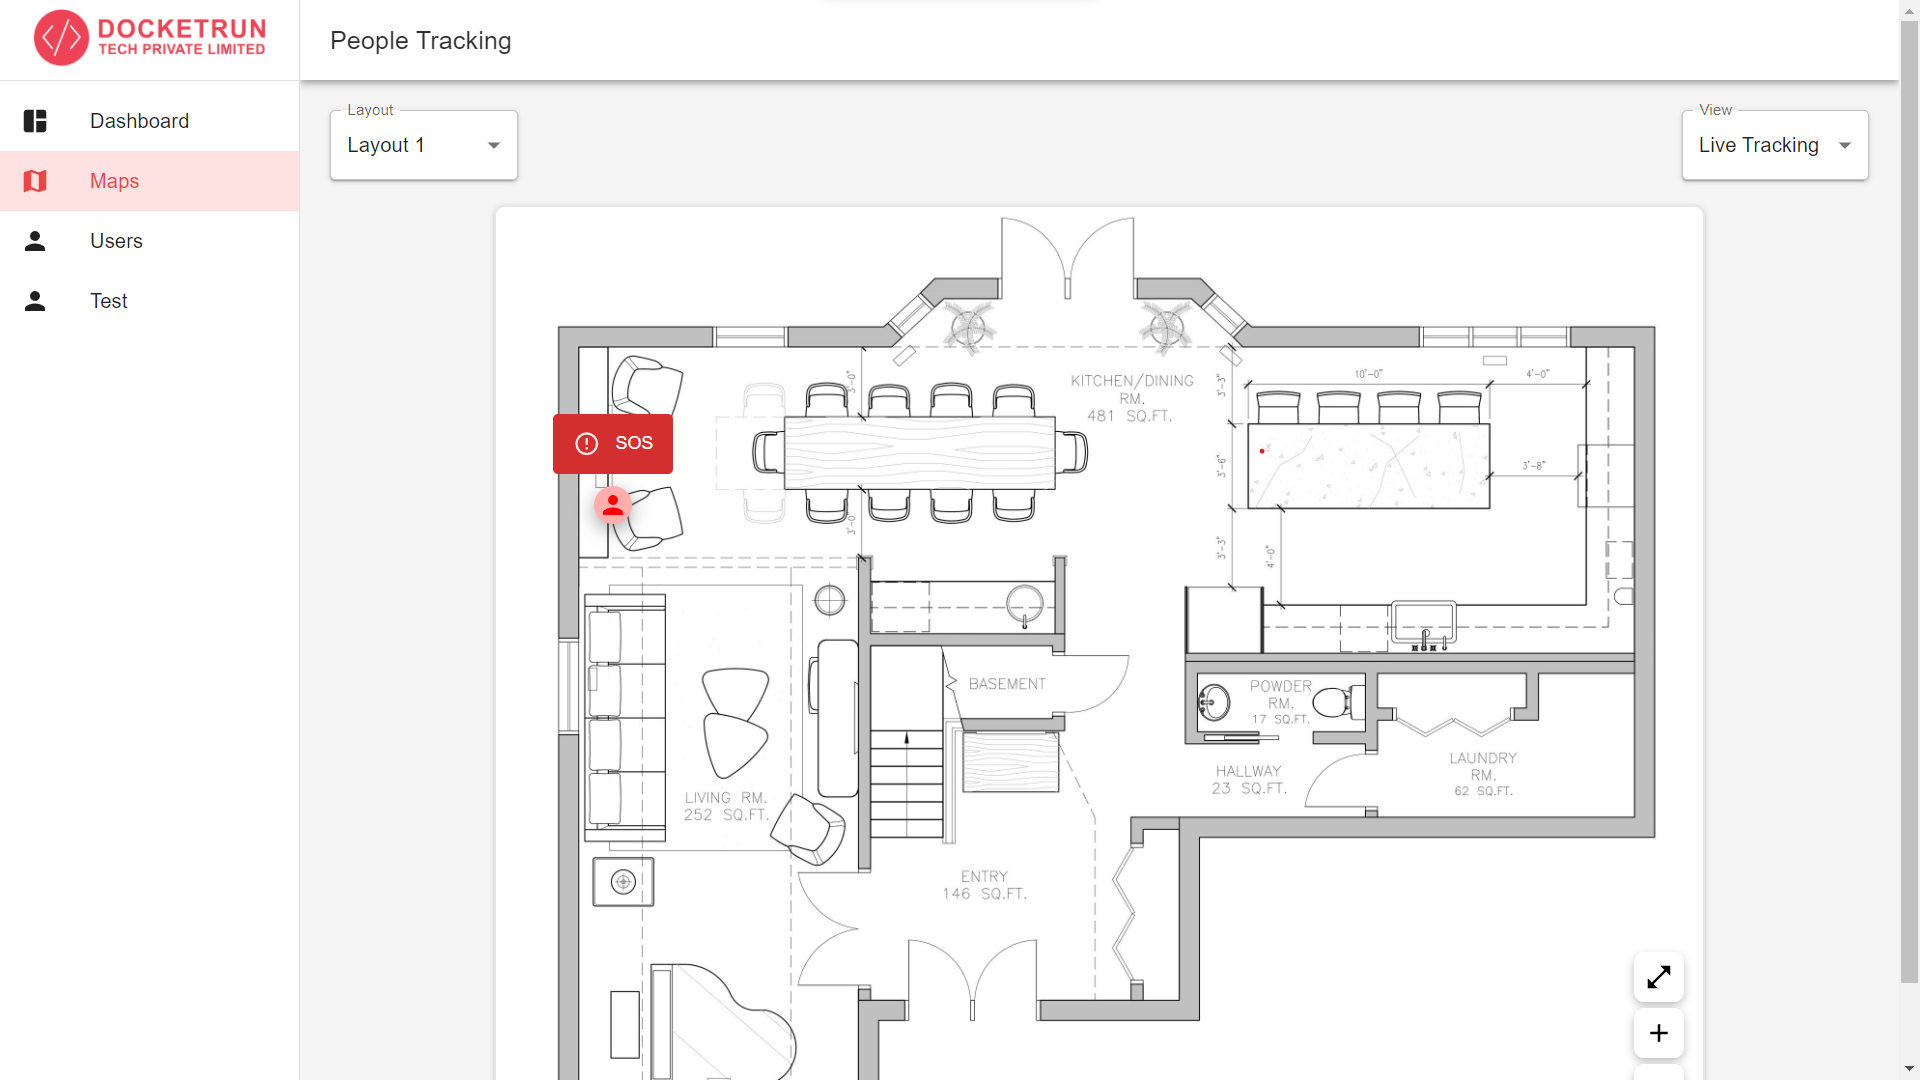 DOCKETRUN
TECH PRIVATE LIMITED
People Tracking
Dashboard
Maps
Users
Test
Layout
Layout 1
View
Live Tracking
SOS
KITCHEN/DINING
RM.
481 SQ.FT.
3'-0"
3'-0"
3'-3"
3'-6"
3'-3"
4'-0"
10'-0"
4'-0"
3'-8"
BASEMENT
POWDER
RM.
17 SQ.FT.
HALLWAY
23 SQ.FT.
LAUNDRY
RM.
62 SQ.FT.
LIVING RM.
252 SQ.FT.
ENTRY
146 SQ.FT.